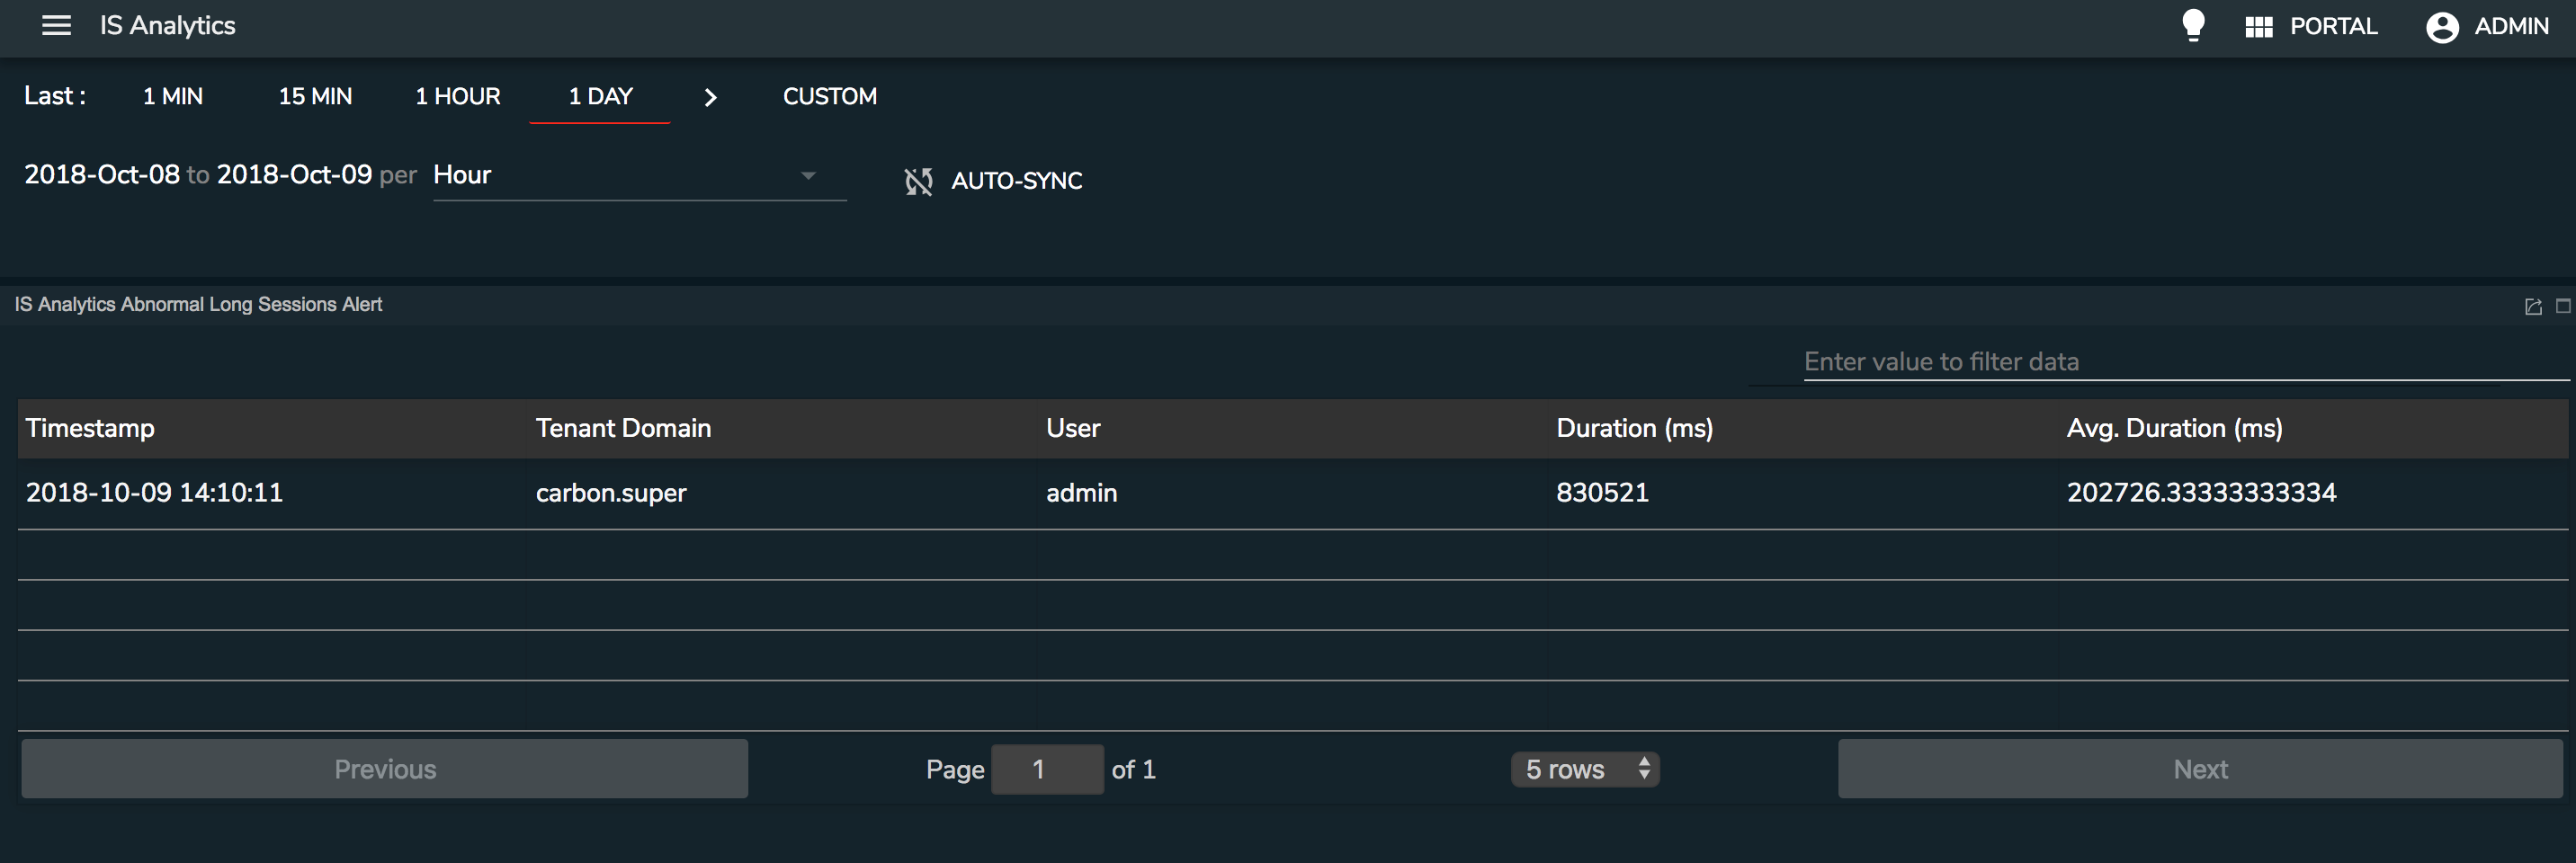 IS Analytics PORTAL ADMIN
Last : 1 MIN 15 MIN 1 HOUR 1 DAY CUSTOM
2018-Oct-08 to 2018-Oct-09 per Hour AUTO-SYNC
IS Analytics Abnormal Long Sessions Alert
Enter value to filter data
Timestamp Tenant Domain User Duration (ms) Avg. Duration (ms)
2018-10-09 14:10:11 carbon.super admin 830521 202726.33333333334
Previous Page 1 of 1 5 rows Next